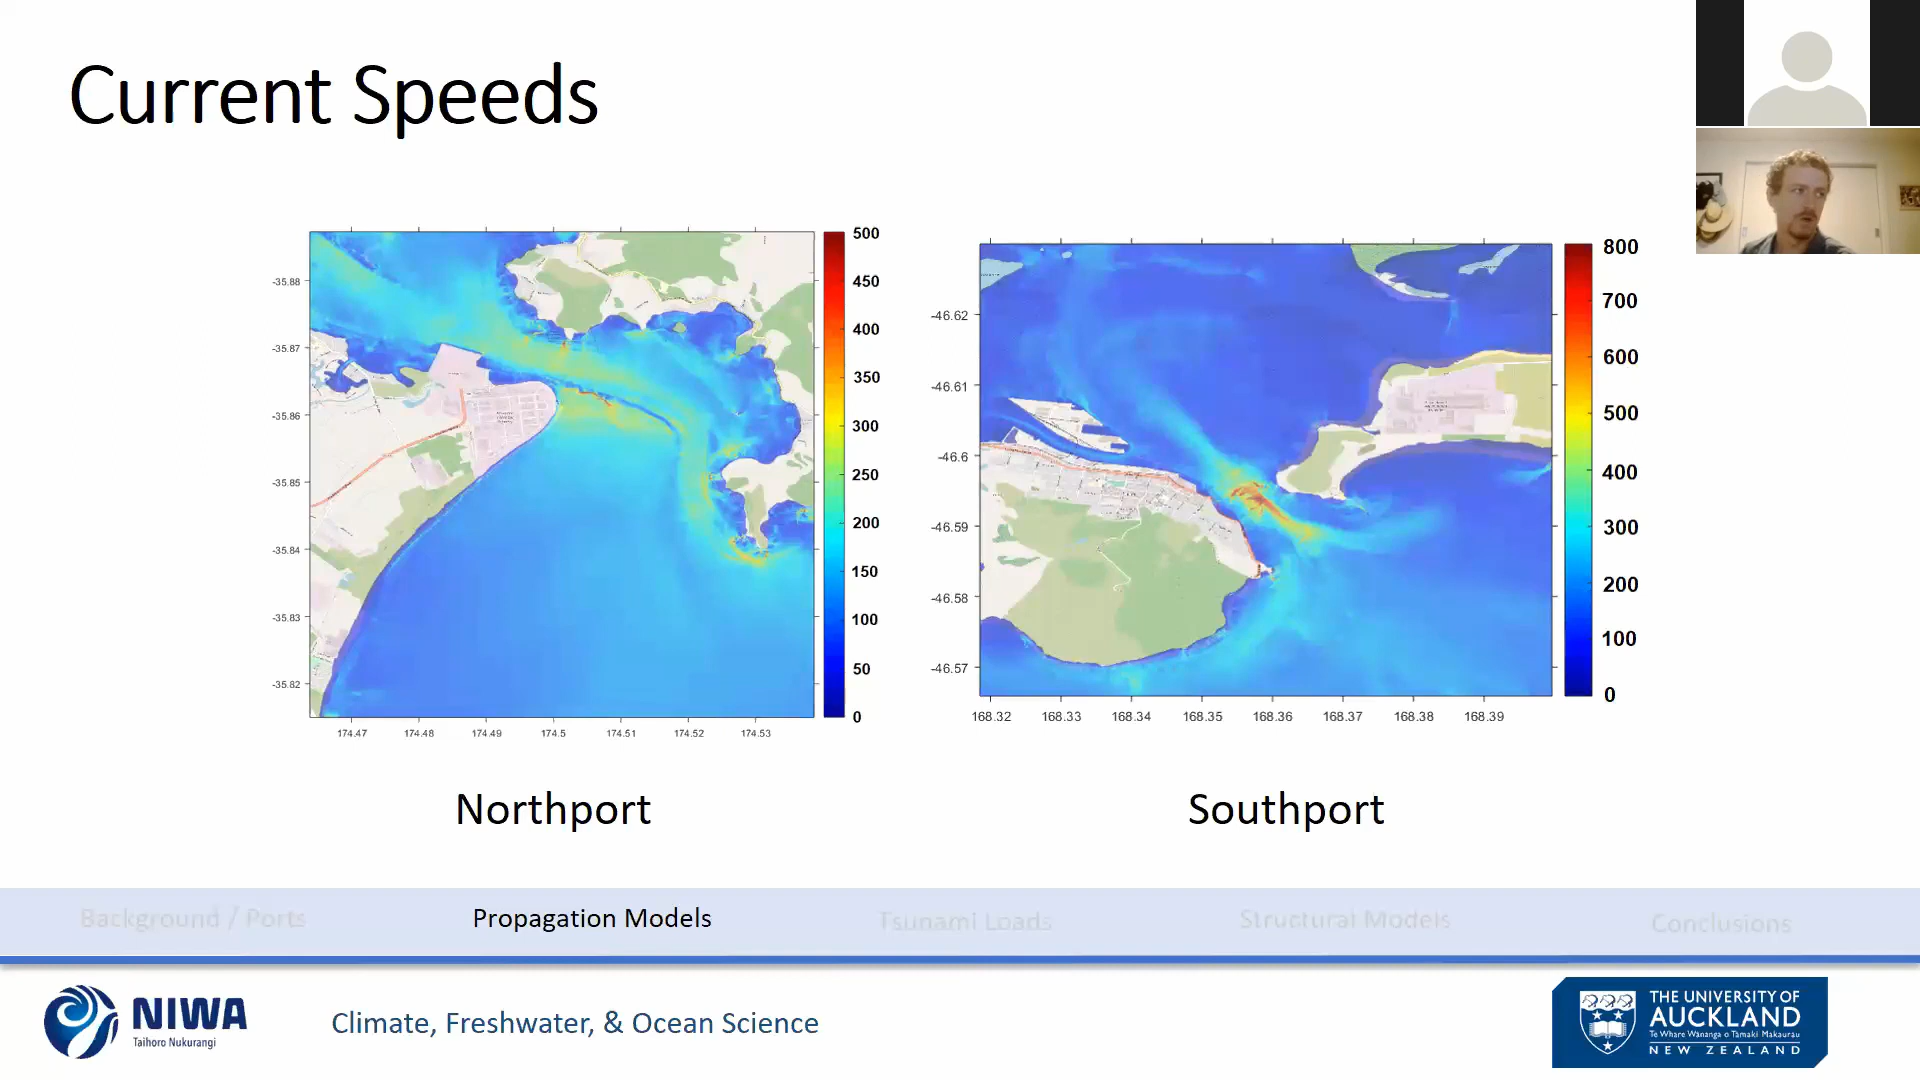 Current Speeds
500
450
400
350
300
250
200
150
100
50
0
-35.88
-35.87
-35.86
-35.85
-35.84
-35.83
-35.82
174.47 174.48 174.49 174.5 174.51 174.52 174.53
800
700
600
500
400
300
200
100
0
-46.62
-46.61
-46.6
-46.59
-46.58
-46.57
168.32 168.33 168.34 168.35 168.36 168.37 168.38 168.39
Northport
Southport
Background / Ports
Propagation Models
Tsunami Loads
Structural Models
Conclusions
NIWA
Taihoro Nukurangi
Climate, Freshwater, & Ocean Science
THE UNIVERSITY OF
AUCKLAND
Te Whare Wānanga o Tāmaki Makaurau
NEW ZEALAND